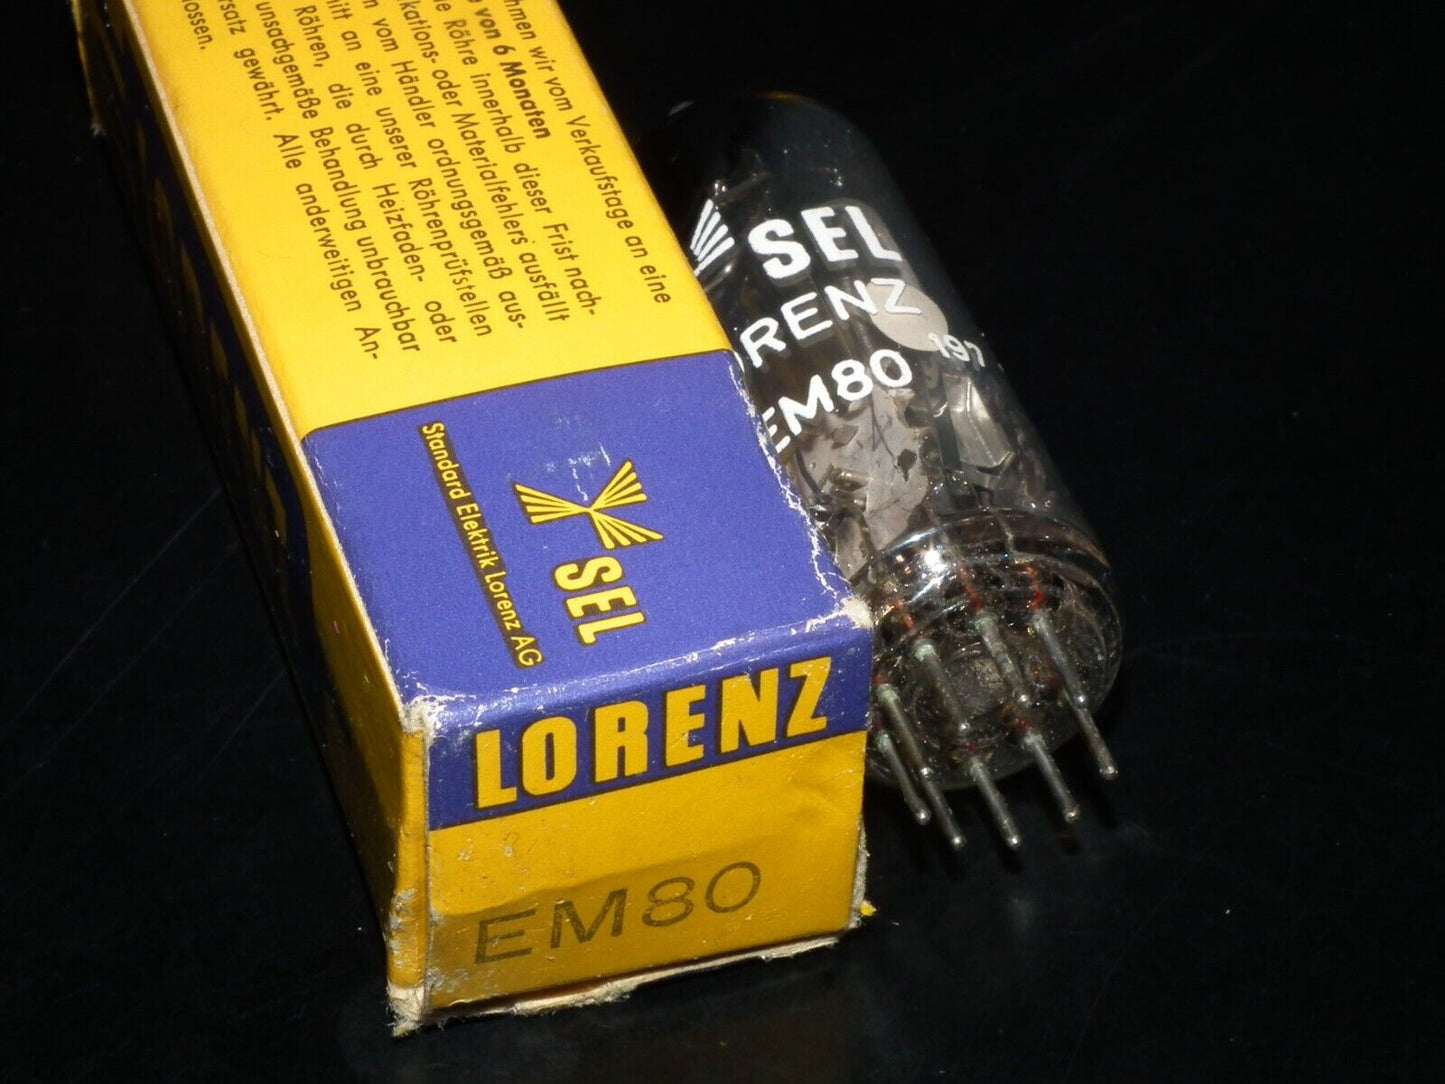 hmen wir vom Verkaufstage an eine
von 6 Monaten
Röhre innerhalb dieser Frist nach-
kations- oder Materialfehlers ausfällt
vom Händler ordnungsgemäß aus-
an eine unserer Röhrenprüfstellen
Röhren, die durch Heizfaden- oder
unsachgemäße Behandlung unbrauchbar
gewährt. Alle anderweitigen An-
ossen.
Standard Elektrik Lorenz AG
SEL
LORENZ
EM80
SEL
ORENZ
EM80 197